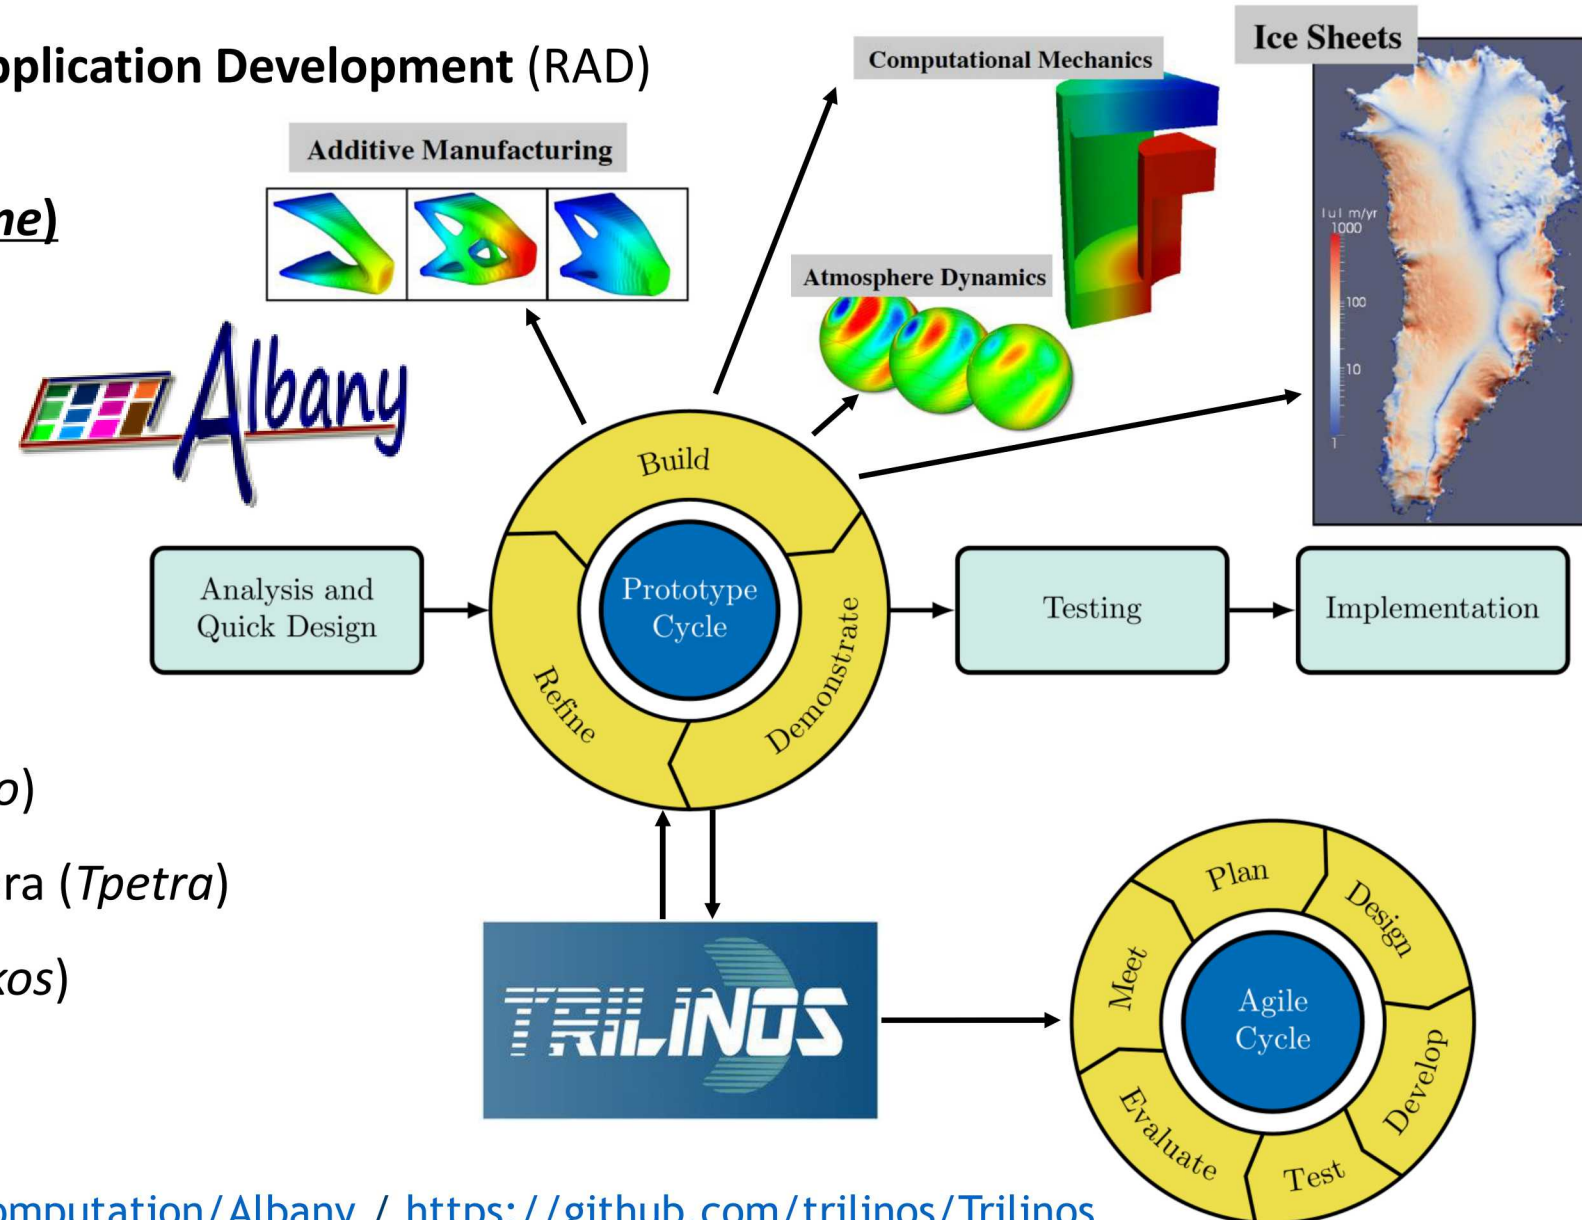 pplication Development (RAD)
Computational Mechanics
Ice Sheets
Additive Manufacturing
ne)
|u| m/yr
1000
100
10
1
Atmosphere Dynamics
Albany
Build
Analysis and
Quick Design
Prototype
Cycle
Refine
Demonstrate
Testing
Implementation
o)
ra (Tpetra)
kos)
TRILINOS
Plan
Design
Meet
Agile
Cycle
Develop
Evaluate
Test
omputation/Albany / https://github.com/trilinos/Trilinos